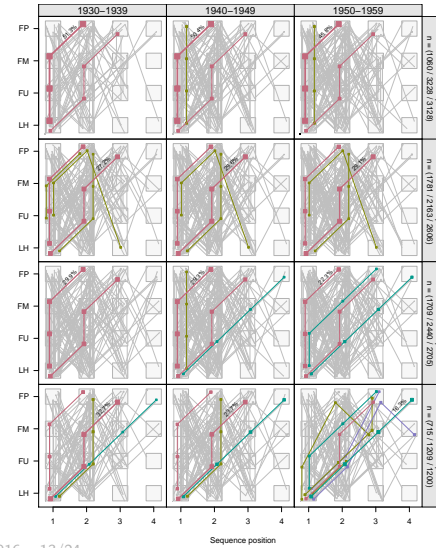 1930–1939 1940–1949 1950–1959
FP
FM
FU
LH
n = (1060 / 3228 / 3128)
FP
FM
FU
LH
n = (1781 / 2163 / 2606)
FP
FM
FU
LH
n = (1709 / 2440 / 2705)
FP
FM
FU
LH
n = (715 / 1209 / 1200)
1 2 3 4 1 2 3 4 1 2 3 4
Sequence position